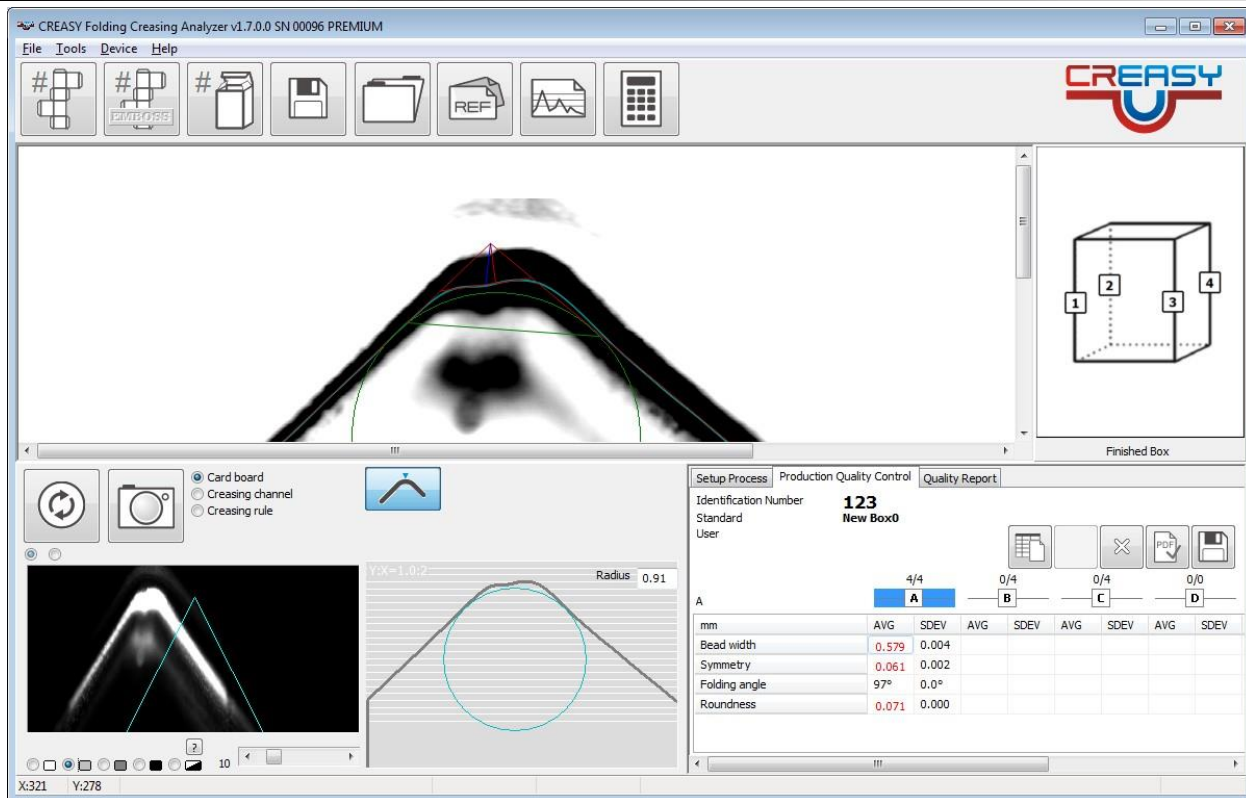 CREASY Folding Creasing Analyzer v1.7.0.0 SN 00096 PREMIUM
File Tools Device Help
# # EMBOSS # REF
CREASY
1 2 3 4
Finished Box
Card board
Creasing channel
Creasing rule
Y:X=1.0:2
Radius 0.91
?
10
Setup Process Production Quality Control Quality Report
Identification Number 123
Standard New Box0
User
PDF
4/4 0/4 0/4 0/0
A A B C D
mm AVG SDEV AVG SDEV AVG SDEV AVG SDEV
Bead width 0.579 0.004
Symmetry 0.061 0.002
Folding angle 97° 0.0°
Roundness 0.071 0.000
X:321 Y:278